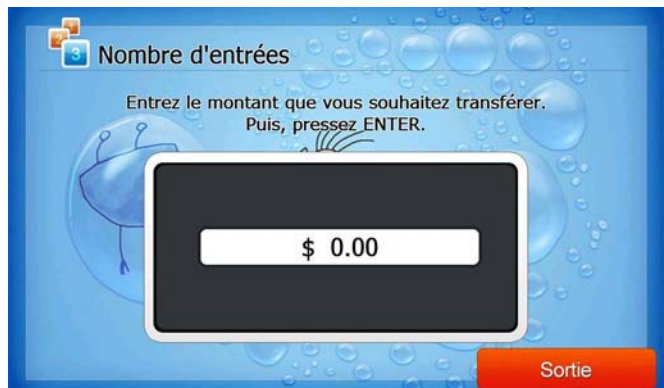 Nombre d'entrées
Entrez le montant que vous souhaitez transférer.
Puis, pressez ENTER.
$ 0.00
Sortie